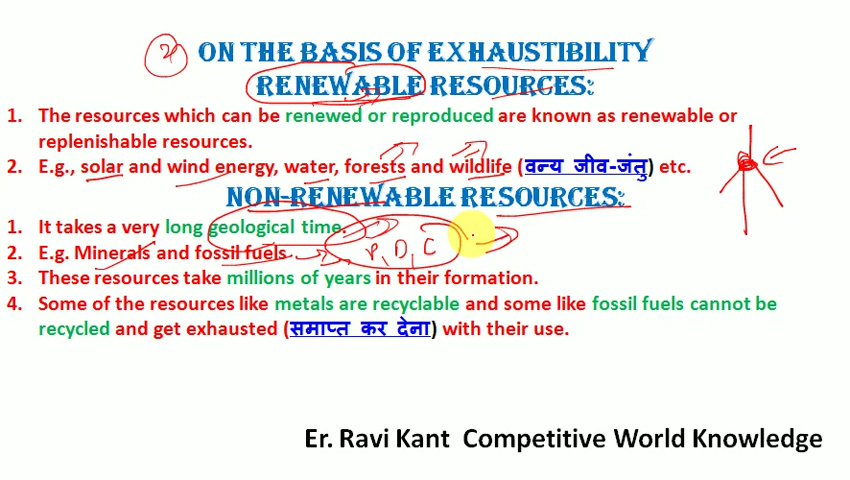 ON THE BASIS OF EXHAUSTIBILITY
RENEWABLE RESOURCES:
1. The resources which can be renewed or reproduced are known as renewable or
replenishable resources.
2. E.g., solar and wind energy, water, forests and wildlife (वन्य जीव-जंतु) etc.
NON-RENEWABLE RESOURCES:
1. It takes a very long geological time.
2. E.g. Minerals and fossil fuels P, D, C
3. These resources take millions of years in their formation.
4. Some of the resources like metals are recyclable and some like fossil fuels cannot be
recycled and get exhausted (समाप्त कर देना) with their use.
Er. Ravi Kant Competitive World Knowledge